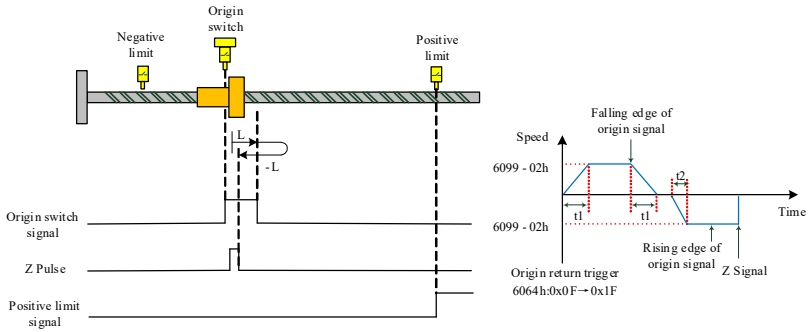 Origin
switch
Negative
limit
Positive
limit
L
-L
Origin switch
signal
Z Pulse
Positive limit
signal
Falling edge of
origin signal
Speed
6099 - 02h
t2
t1
t1
Time
6099 - 02h
Rising edge of
origin signal
Z Signal
Origin return trigger
6064h:0x0F→0x1F